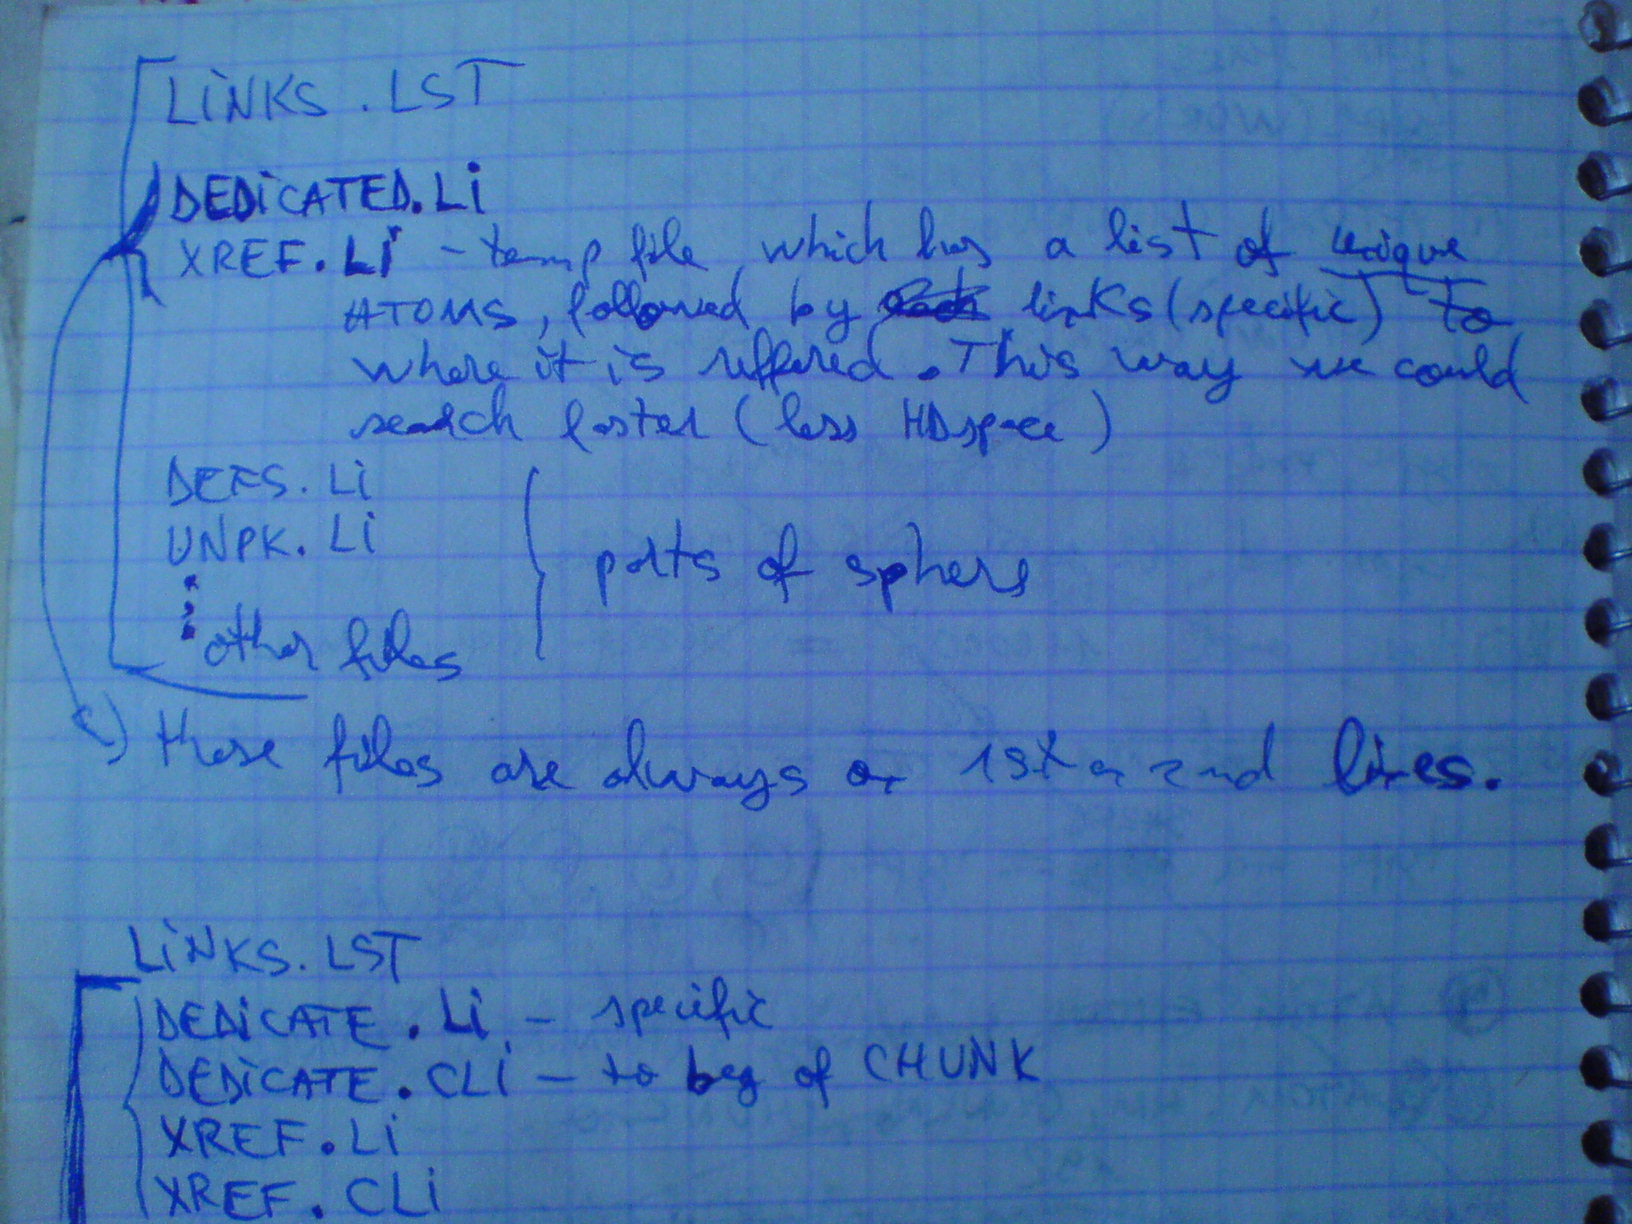 LiNKS.LST
DEDiCATED.Li
XREF.Li - temp file, which has a list of unique
ATOMS, followed by links (specific) to
where it is reffered. This way we could
search faster (less HD space)
DEFS.Li
UNPK.Li
other files
parts of sphere
these files are always on 1st or 2nd lines.
LiNKS.LST
DEDiCATE.Li - specific
DEDiCATE.CLi - to beg of CHUNK
XREF.Li
XREF.CLi